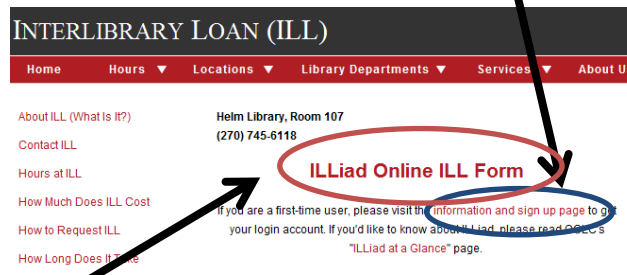 INTERLIBRARY LOAN (ILL)
Home Hours ▼ Locations ▼ Library Departments ▼ Services ▼ About U
About ILL (What Is It?)
Contact ILL
Hours at ILL
How Much Does ILL Cost
How to Request ILL
How Long Does It Take
Helm Library, Room 107
(270) 745-6118
ILLiad Online ILL Form
If you are a first-time user, please visit the information and sign up page to get
your login account. If you'd like to know about ILLiad, please read OCLC's
"ILLiad at a Glance" page.